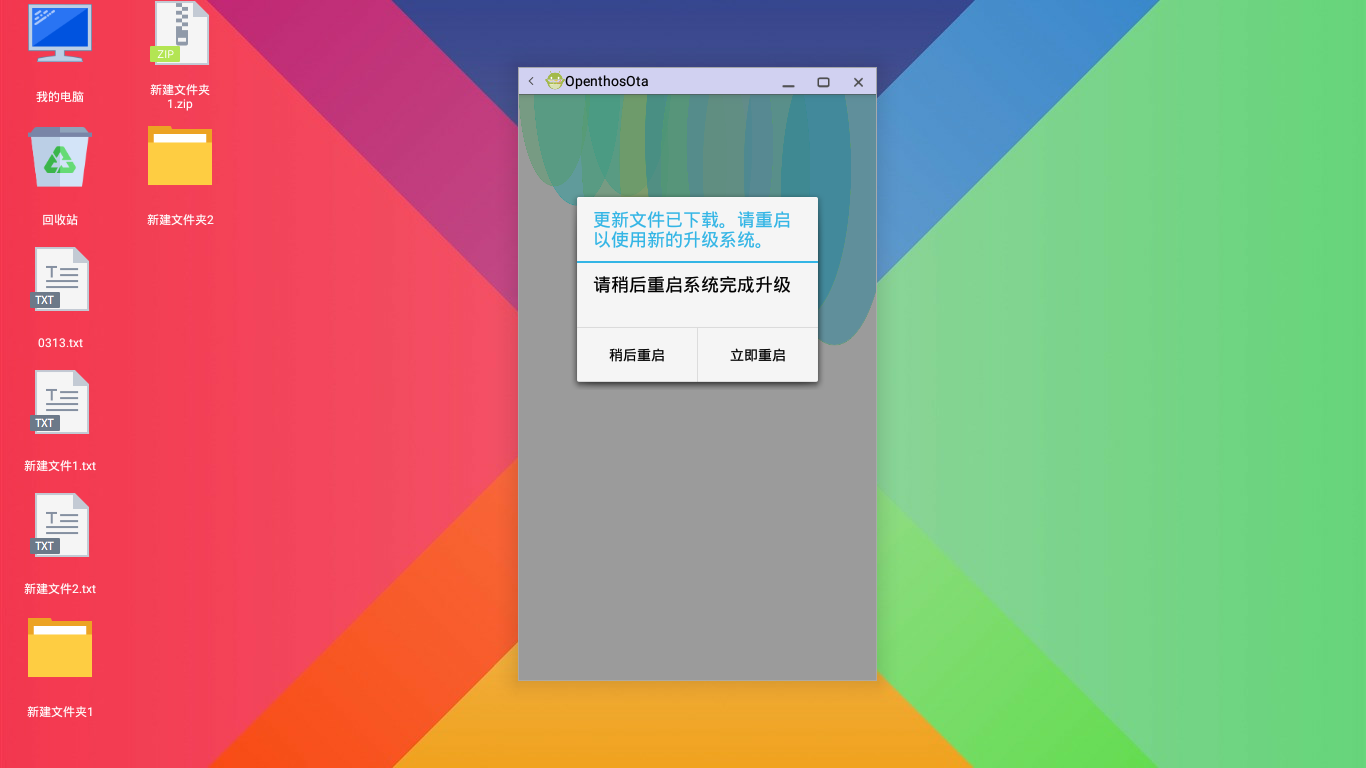 我的电脑
新建文件夹
1.zip
ZIP
回收站
新建文件夹2
TXT
0313.txt
TXT
新建文件1.txt
TXT
新建文件2.txt
新建文件夹1
OpenthosOta
更新文件已下载。请重启
以使用新的升级系统。
请稍后重启系统完成升级
稍后重启
立即重启